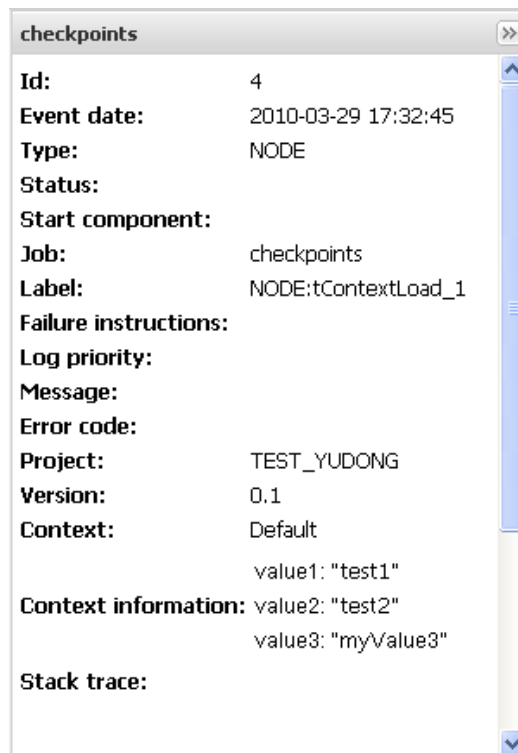 checkpoints
Id: 4
Event date: 2010-03-29 17:32:45
Type: NODE
Status:
Start component:
Job: checkpoints
Label: NODE:tContextLoad_1
Failure instructions:
Log priority:
Message:
Error code:
Project: TEST_YUDONG
Version: 0.1
Context: Default
value1: "test1"
Context information: value2: "test2"
value3: "myValue3"
Stack trace: